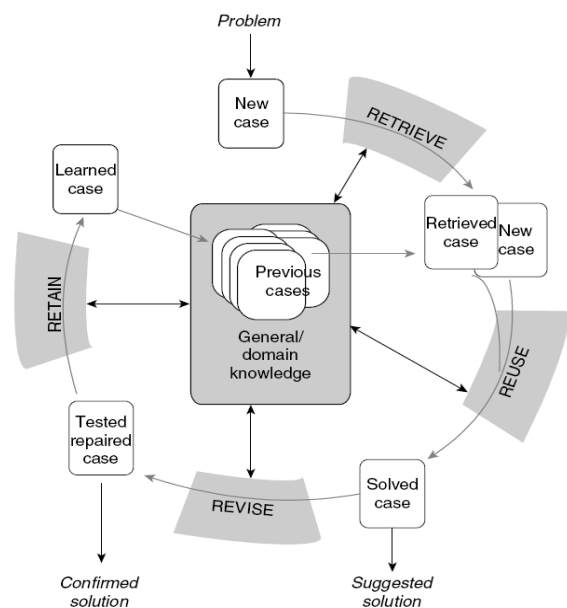 Problem
New
case
RETRIEVE
Learned
case
Retrieved
case
New
case
Previous
cases
General/
domain
knowledge
RETAIN
REUSE
Tested
repaired
case
REVISE
Solved
case
Confirmed
solution
Suggested
solution